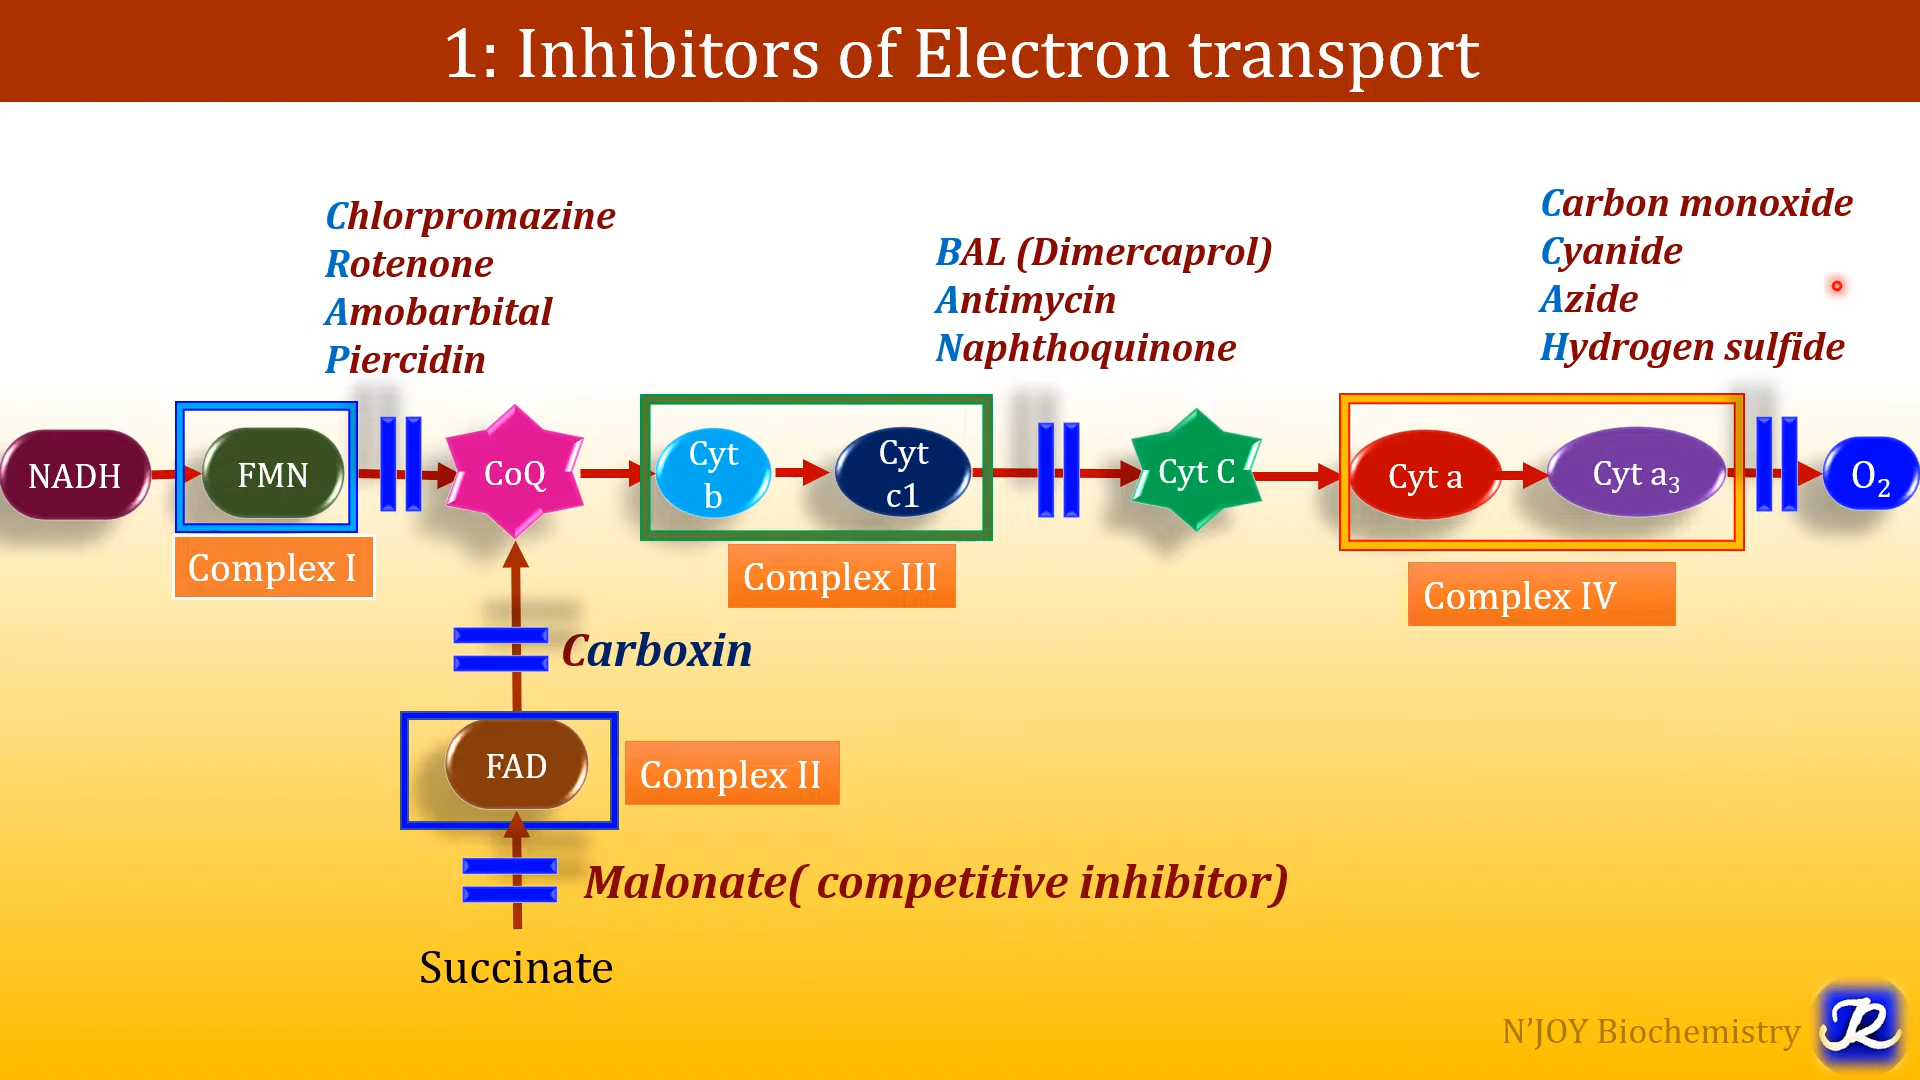 1: Inhibitors of Electron transport
Chlorpromazine
Rotenone
Amobarbital
Piercidin
BAL (Dimercaprol)
Antimycin
Naphthoquinone
Carbon monoxide
Cyanide
Azide
Hydrogen sulfide
NADH
FMN
CoQ
Cyt
b
Cyt
c1
Cyt C
Cyt a
Cyt a₃
O₂
Complex I
Complex III
Complex IV
Carboxin
FAD
Complex II
Malonate( competitive inhibitor)
Succinate
N’JOY Biochemistry
R